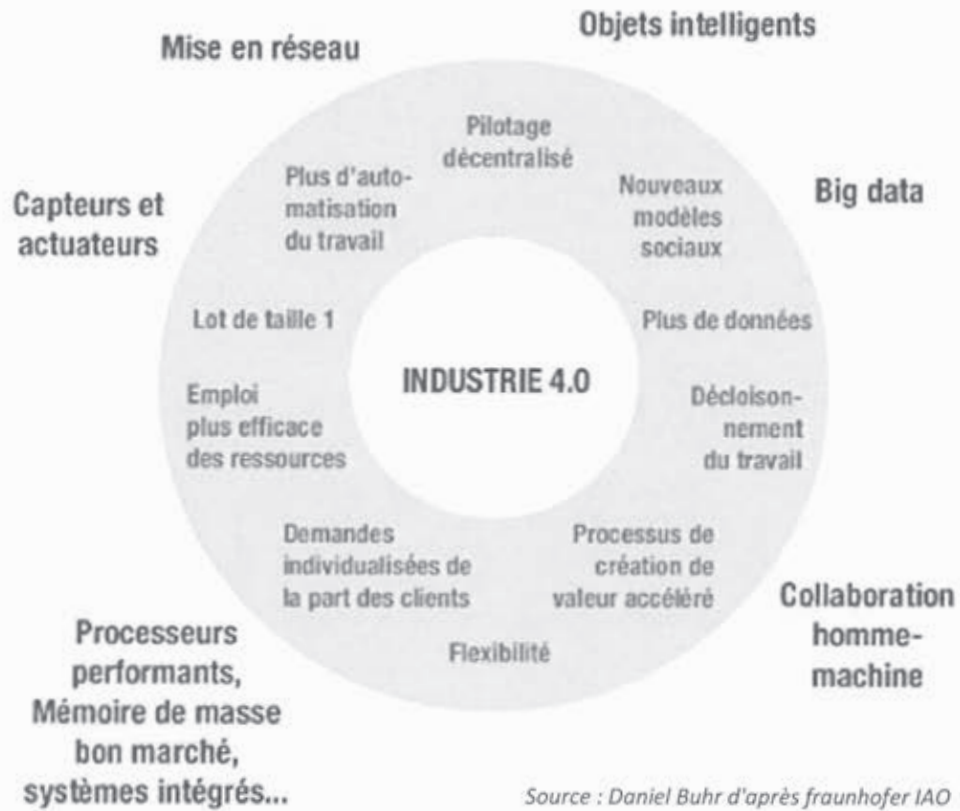 Objets intelligents
Mise en réseau
Pilotage
décentralisé
Plus d'auto-
matisation
du travail
Nouveaux
modèles
sociaux
Big data
Capteurs et
actuateurs
Lot de taille 1
Plus de données
INDUSTRIE 4.0
Emploi
plus efficace
des ressources
Décloison-
nement
du travail
Demandes
individualisées de
la part des clients
Processus de
création de
valeur accéléré
Flexibilité
Collaboration
homme-
machine
Processeurs
performants,
Mémoire de masse
bon marché,
systèmes intégrés...
Source : Daniel Buhr d'après fraunhofer IAO